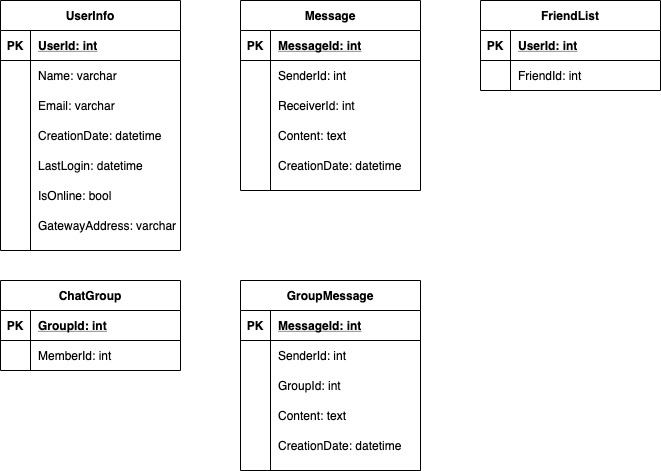 UserInfo
PK UserId: int
Name: varchar
Email: varchar
CreationDate: datetime
LastLogin: datetime
IsOnline: bool
GatewayAddress: varchar
Message
PK MessageId: int
SenderId: int
ReceiverId: int
Content: text
CreationDate: datetime
FriendList
PK UserId: int
FriendId: int
ChatGroup
PK GroupId: int
MemberId: int
GroupMessage
PK MessageId: int
SenderId: int
GroupId: int
Content: text
CreationDate: datetime